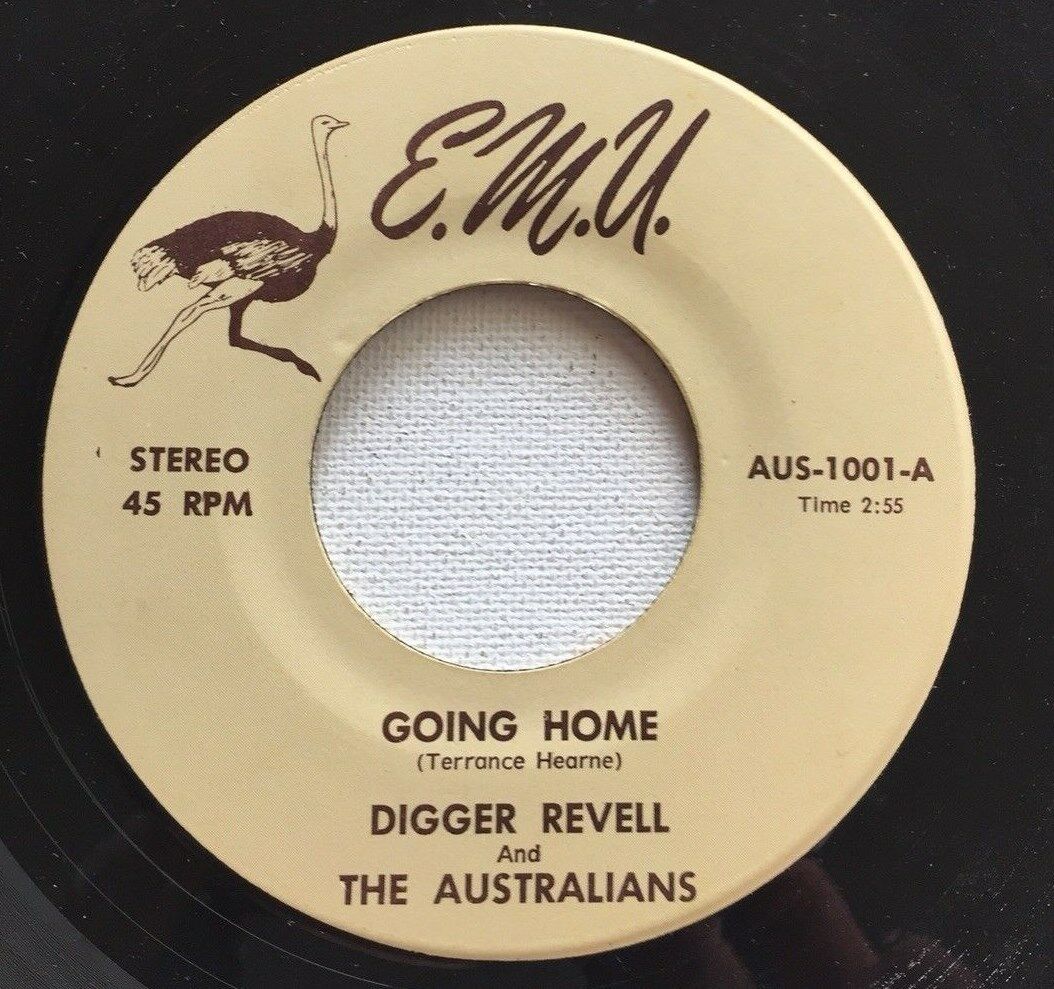 E.M.U.
STEREO
45 RPM
AUS-1001-A
Time 2:55
GOING HOME
(Terrance Hearne)
DIGGER REVELL
And
THE AUSTRALIANS